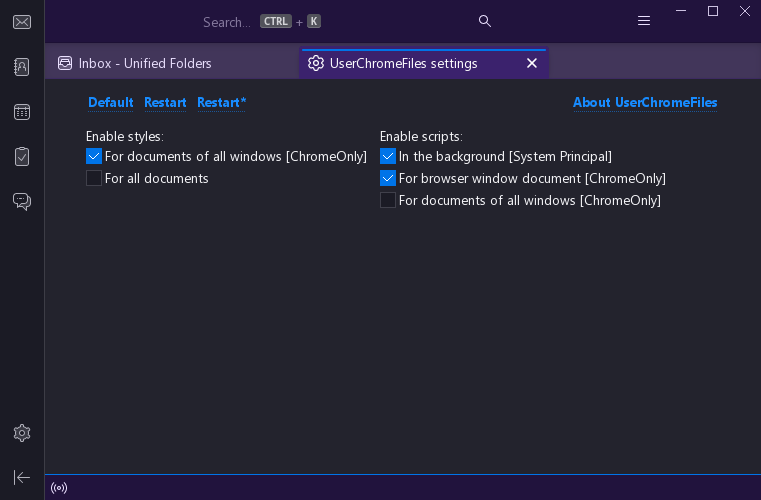 Search... CTRL + K
Inbox - Unified Folders
UserChromeFiles settings
Default Restart Restart* About UserChromeFiles
Enable styles:
For documents of all windows [ChromeOnly]
For all documents
Enable scripts:
In the background [System Principal]
For browser window document [ChromeOnly]
For documents of all windows [ChromeOnly]